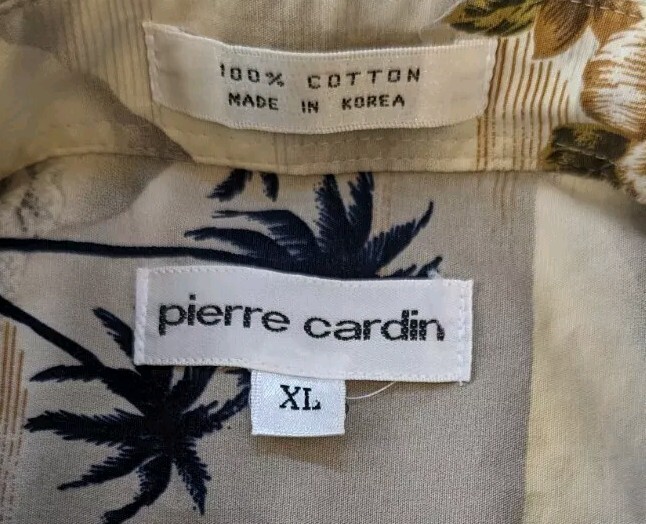 100% COTTON
MADE IN KOREA
pierre cardin
XL